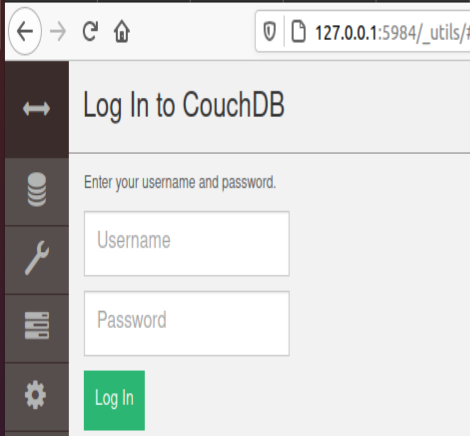 127.0.0.1:5984/_utils/#
Log In to CouchDB
Enter your username and password.
Username
Password
Log In